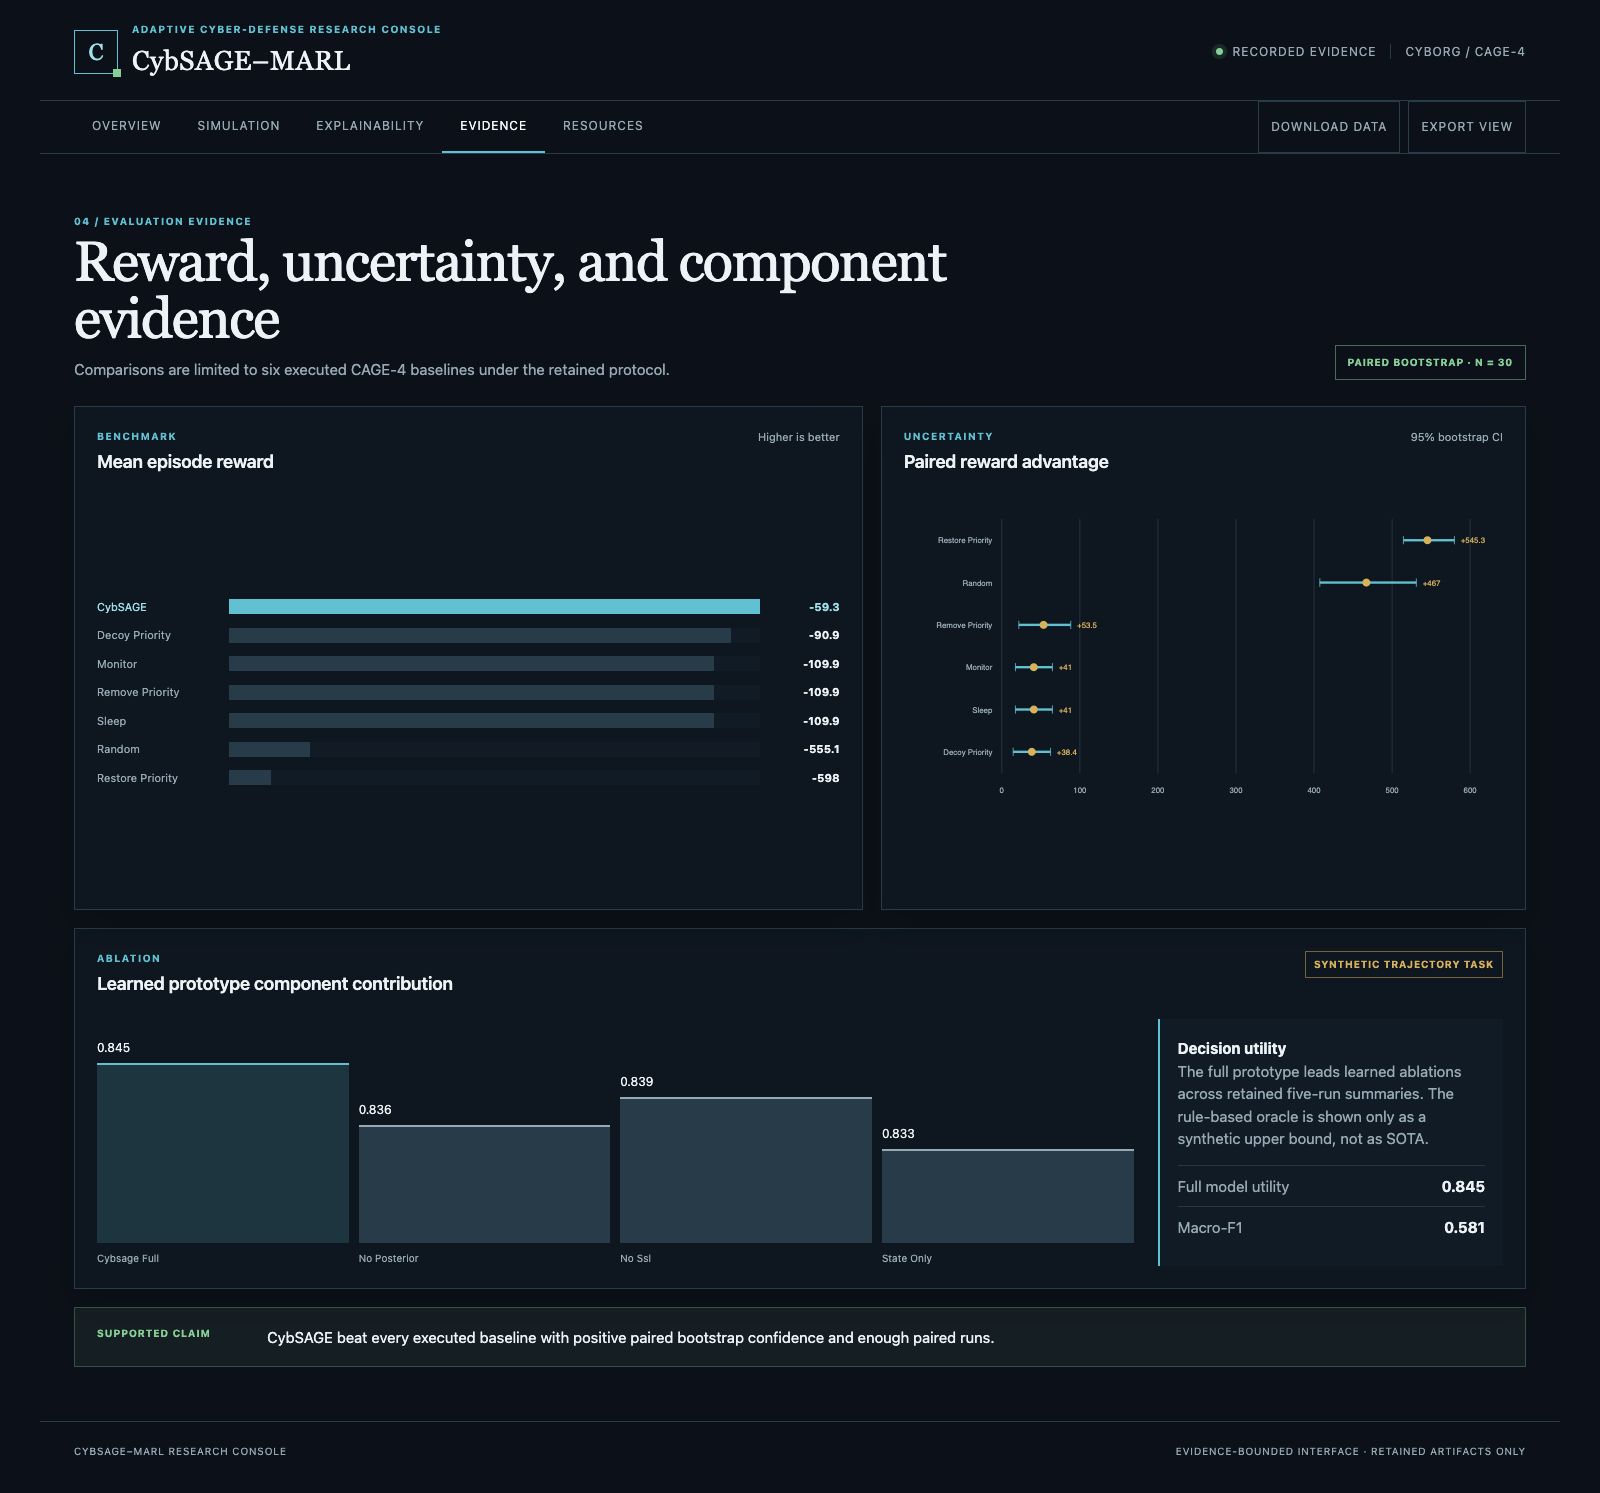 ADAPTIVE CYBER-DEFENSE RESEARCH CONSOLE
C
CybSAGE–MARL
RECORDED EVIDENCE
CYBORG / CAGE-4
OVERVIEW
SIMULATION
EXPLAINABILITY
EVIDENCE
RESOURCES
DOWNLOAD DATA
EXPORT VIEW
04 / EVALUATION EVIDENCE
Reward, uncertainty, and component
evidence
Comparisons are limited to six executed CAGE-4 baselines under the retained protocol.
PAIRED BOOTSTRAP · N = 30
BENCHMARK
Higher is better
Mean episode reward
CybSAGE -59.3
Decoy Priority -90.9
Monitor -109.9
Remove Priority -109.9
Sleep -109.9
Random -555.1
Restore Priority -598
UNCERTAINTY
95% bootstrap CI
Paired reward advantage
Restore Priority +545.3
Random +467
Remove Priority +53.5
Monitor +41
Sleep +41
Decoy Priority +38.4
0 100 200 300 400 500 600
ABLATION
SYNTHETIC TRAJECTORY TASK
Learned prototype component contribution
0.845
0.836
0.839
0.833
Cybsage Full
No Posterior
No Ssl
State Only
Decision utility
The full prototype leads learned ablations
across retained five-run summaries. The
rule-based oracle is shown only as a
synthetic upper bound, not as SOTA.
Full model utility 0.845
Macro-F1 0.581
SUPPORTED CLAIM
CybSAGE beat every executed baseline with positive paired bootstrap confidence and enough paired runs.
CYBSAGE–MARL RESEARCH CONSOLE
EVIDENCE-BOUNDED INTERFACE · RETAINED ARTIFACTS ONLY